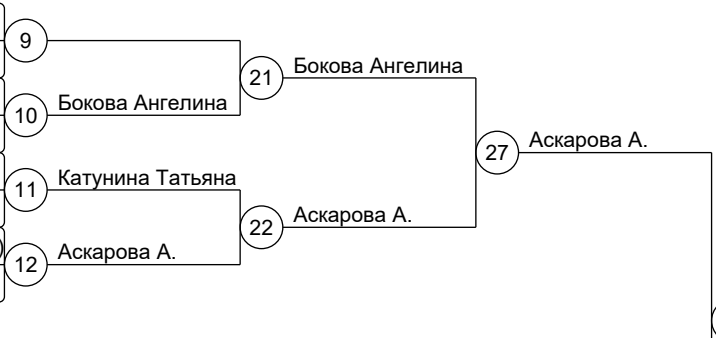 9
21
Бокова Ангелина
10
Бокова Ангелина
27
Аскарова А.
11
Катунина Татьяна
22
Аскарова А.
12
Аскарова А.